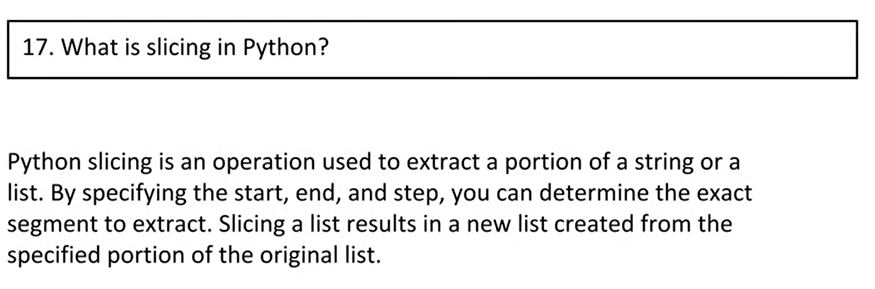 17. What is slicing in Python?
Python slicing is an operation used to extract a portion of a string or a
list. By specifying the start, end, and step, you can determine the exact
segment to extract. Slicing a list results in a new list created from the
specified portion of the original list.